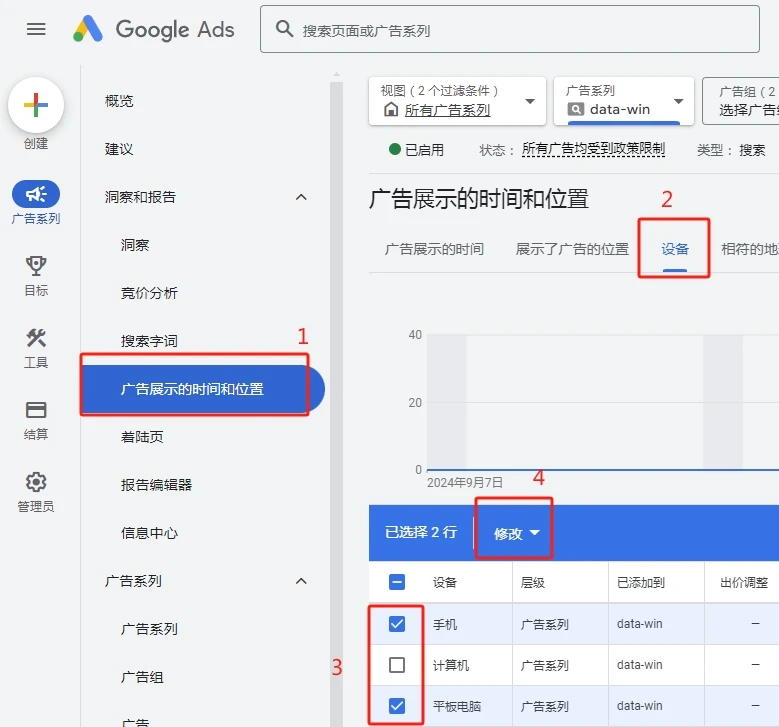 Google Ads
搜索页面或广告系列
创建
广告系列
目标
工具
结算
管理员
概览
建议
洞察和报告
洞察
竞价分析
搜索字词
1
广告展示的时间和位置
着陆页
报告编辑器
信息中心
广告系列
广告系列
广告组
广告
视图（2 个过滤条件）
所有广告系列
广告系列
data-win
广告组（2
选择广告
已启用 状态： 所有广告均受到政策限制 类型： 搜索
广告展示的时间和位置
2
广告展示的时间 展示了广告的位置 设备 相符的地
40
20
0
2024年9月7日
4
已选择 2 行 修改
设备 层级 已添加到 出价调整
手机 广告系列 data-win –
3
计算机 广告系列 data-win –
平板电脑 广告系列 data-win –